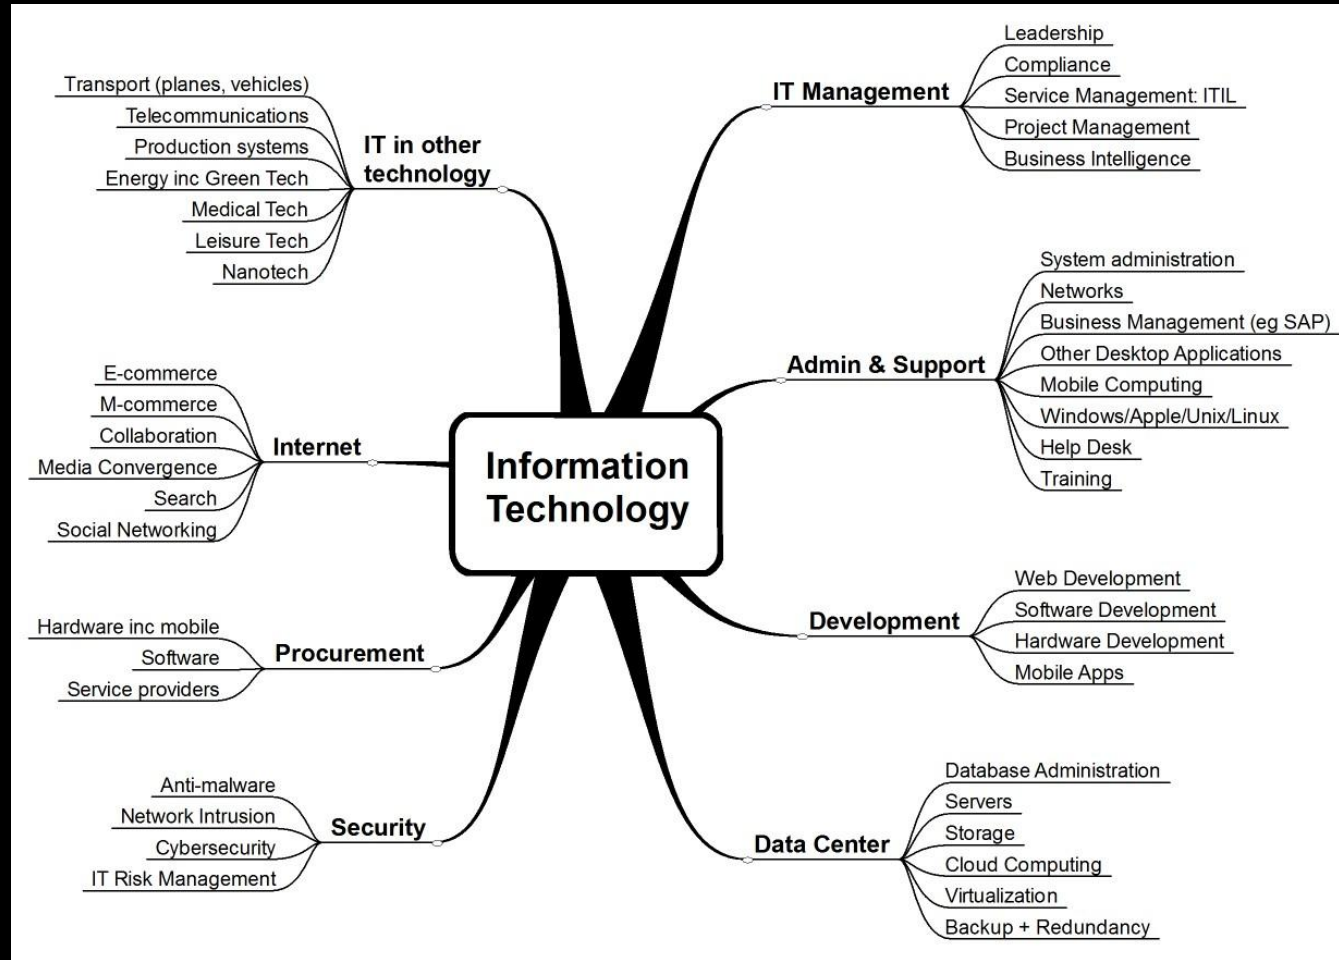 Information
Technology
IT Management
Leadership
Compliance
Service Management: ITIL
Project Management
Business Intelligence
Admin & Support
System administration
Networks
Business Management (eg SAP)
Other Desktop Applications
Mobile Computing
Windows/Apple/Unix/Linux
Help Desk
Training
Development
Web Development
Software Development
Hardware Development
Mobile Apps
Data Center
Database Administration
Servers
Storage
Cloud Computing
Virtualization
Backup + Redundancy
IT in other
technology
Transport (planes, vehicles)
Telecommunications
Production systems
Energy inc Green Tech
Medical Tech
Leisure Tech
Nanotech
Internet
E-commerce
M-commerce
Collaboration
Media Convergence
Search
Social Networking
Procurement
Hardware inc mobile
Software
Service providers
Security
Anti-malware
Network Intrusion
Cybersecurity
IT Risk Management